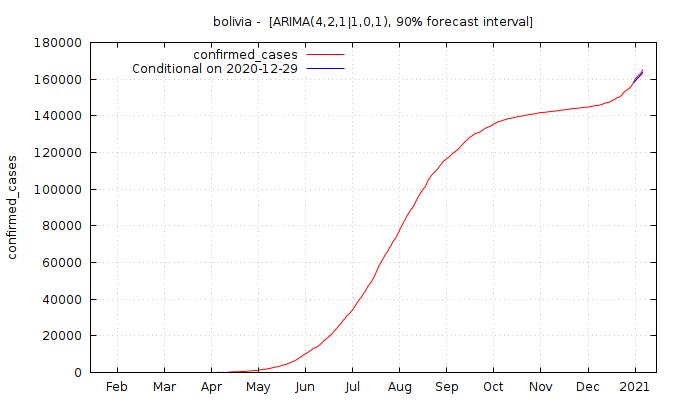 bolivia -  [ARIMA(4,2,1|1,0,1), 90% forecast interval]
confirmed_cases
Conditional on 2020-12-29
confirmed_cases
180000
160000
140000
120000
100000
80000
60000
40000
20000
0
Feb Mar Apr May Jun Jul Aug Sep Oct Nov Dec 2021